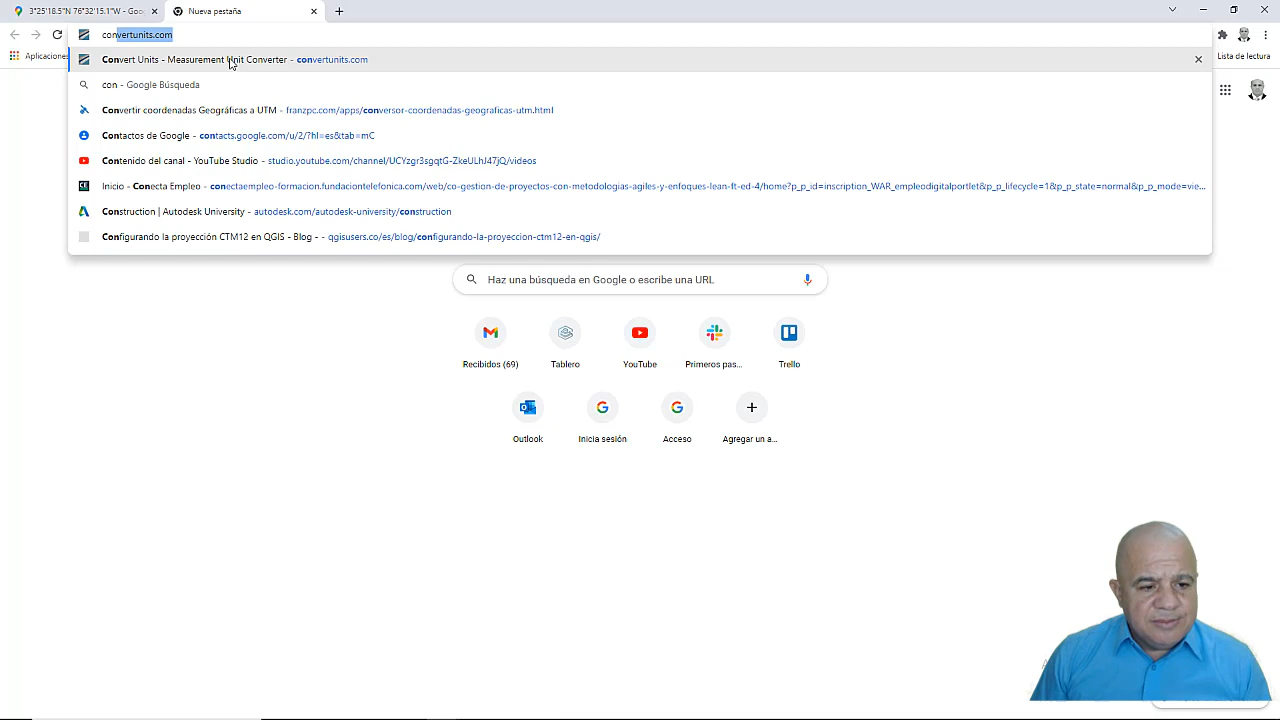 3°25'18.5"N 76°32'15.1"W - Goo
Nueva pestaña
convertunits.com
Aplicaciones
Lista de lectura
Convert Units - Measurement Unit Converter - convertunits.com
con - Google Búsqueda
Convertir coordenadas Geográficas a UTM - franzpc.com/apps/conversor-coordenadas-geograficas-utm.html
Contactos de Google - contacts.google.com/u/2/?hl=es&tab=mC
Contenido del canal - YouTube Studio - studio.youtube.com/channel/UCYzgr3sgqtG-ZkeULhJ47jQ/videos
Inicio - Conecta Empleo - conectaempleo-formacion.fundaciontelefonica.com/web/co-gestion-de-proyectos-con-metodologias-agiles-y-enfoques-lean-ft-ed-4/home?p_p_id=inscription_WAR_empleodigitalportlet&p_p_lifecycle=1&p_p_state=normal&p_p_mode=vie...
Construction | Autodesk University - autodesk.com/autodesk-university/construction
Configurando la proyección CTM12 en QGIS - Blog - - qgisusers.co/es/blog/configurando-la-proyeccion-ctm12-en-qgis/
Haz una búsqueda en Google o escribe una URL
Recibidos (69)
Tablero
YouTube
Primeros pas...
Trello
Outlook
Inicia sesión
Acceso
Agregar un a...